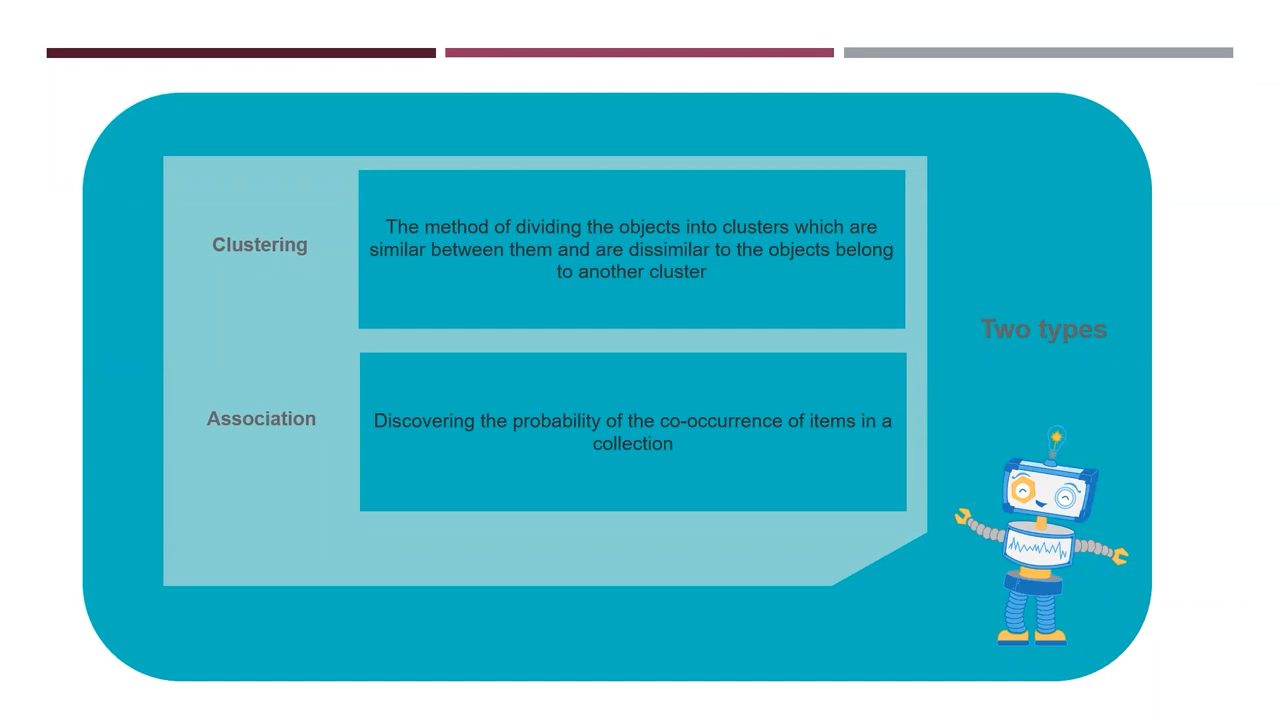 Clustering
The method of dividing the objects into clusters which are
similar between them and are dissimilar to the objects belong
to another cluster
Two types
Association
Discovering the probability of the co-occurrence of items in a
collection